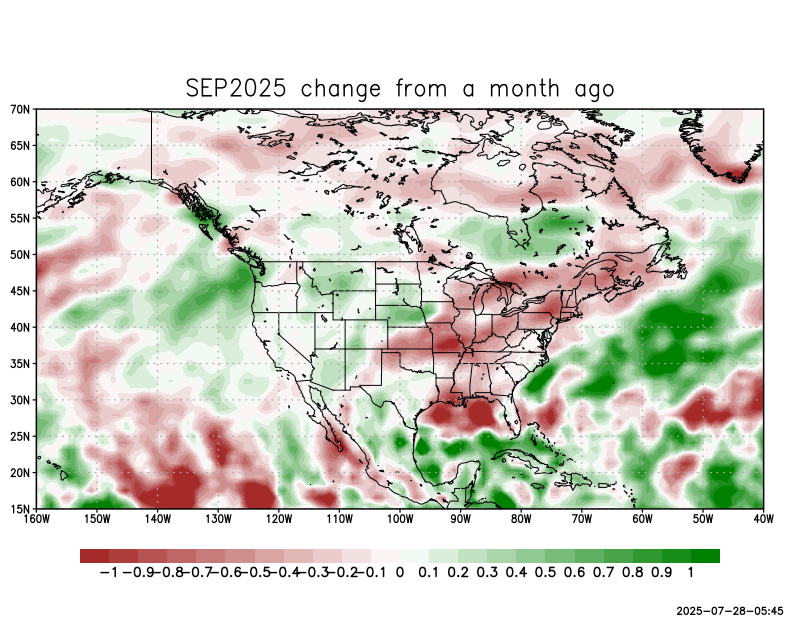 SEP2025 change from a month ago
70N
65N
60N
55N
50N
45N
40N
35N
30N
25N
20N
15N
160W 150W 140W 130W 120W 110W 100W 90W 80W 70W 60W 50W 40W
-1 -0.9 -0.8 -0.7 -0.6 -0.5 -0.4 -0.3 -0.2 -0.1 0 0.1 0.2 0.3 0.4 0.5 0.6 0.7 0.8 0.9 1
2025-07-28-05:45